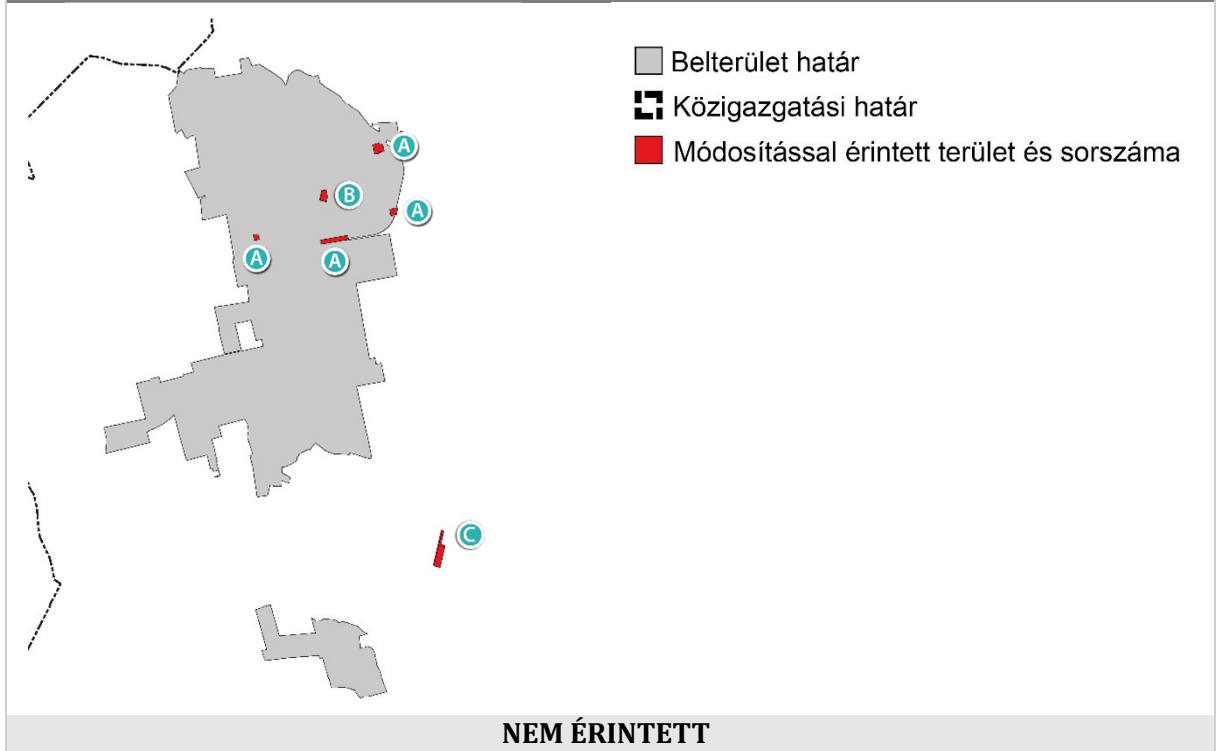 Belterület határ
Közigazgatási határ
Módosítással érintett terület és sorszáma
A
B
A
A
A
C
NEM ÉRINTETT